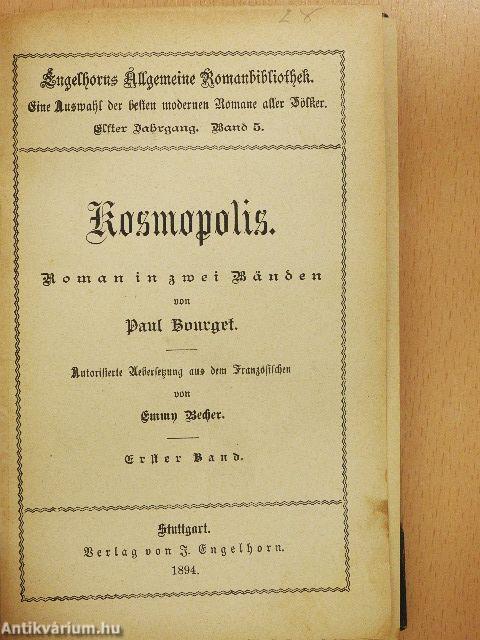 28
Engelhorns Allgemeine Romanbibliothek.
Eine Auswahl der besten modernen Romane aller Völker.
Elfter Jahrgang. Band 5.
Kosmopolis.
Roman in zwei Bänden
von
Paul Bourget.
Autorisierte Uebersetzung aus dem Französischen
von
Emmy Becher.
Erster Band.
Stuttgart.
Verlag von J. Engelhorn.
1894.
Antikvárium.hu